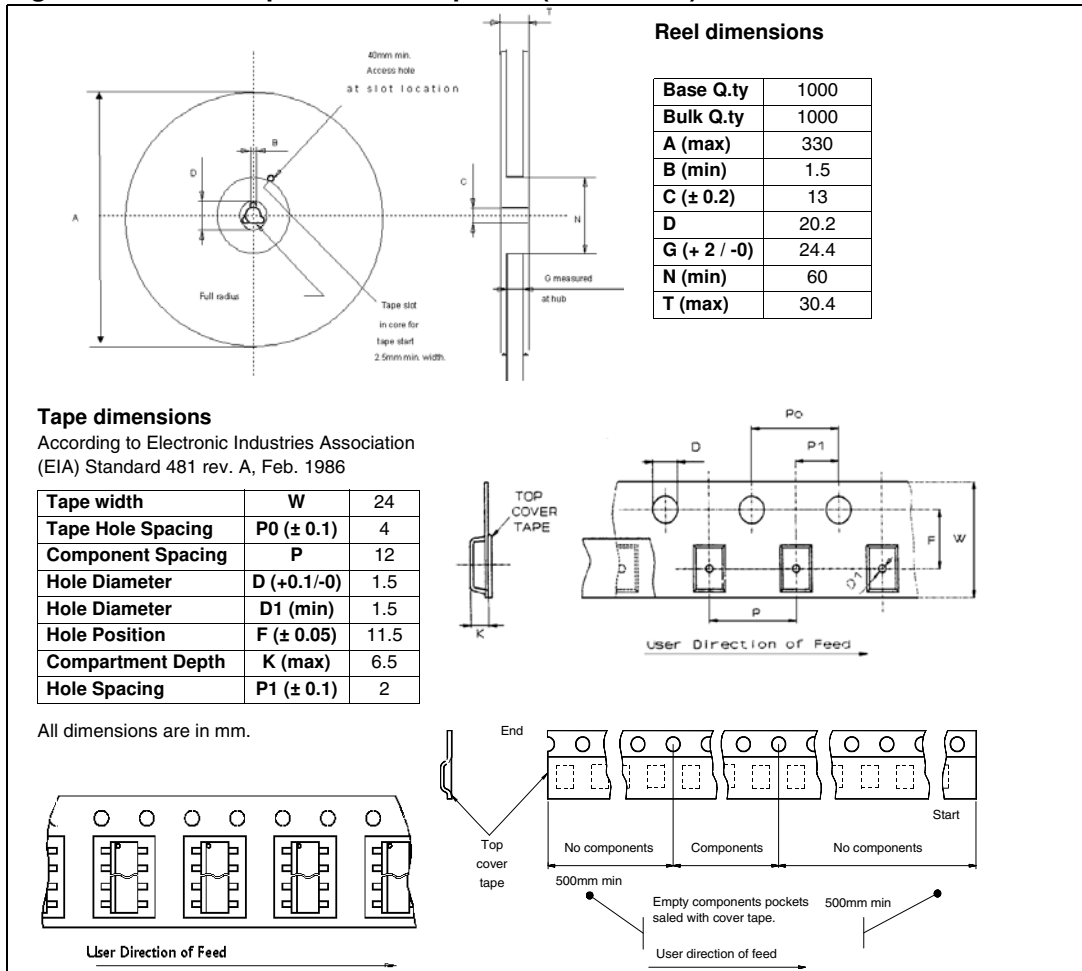 T
40mm min.
Access hole
at slot location
B
D
C
A
N
Full radius
G measured
at hub
Tape slot
in core for
tape start
2.5mm min. width.
Reel dimensions
Base Q.ty 1000
Bulk Q.ty 1000
A (max) 330
B (min) 1.5
C (± 0.2) 13
D 20.2
G (+ 2 / -0) 24.4
N (min) 60
T (max) 30.4
Tape dimensions
According to Electronic Industries Association
(EIA) Standard 481 rev. A, Feb. 1986
Tape width W 24
Tape Hole Spacing P0 (± 0.1) 4
Component Spacing P 12
Hole Diameter D (+0.1/-0) 1.5
Hole Diameter D1 (min) 1.5
Hole Position F (± 0.05) 11.5
Compartment Depth K (max) 6.5
Hole Spacing P1 (± 0.1) 2
All dimensions are in mm.
Po
D
P1
TOP
COVER
TAPE
F
W
D1
P
K
User Direction of Feed
End
Start
Top
cover
tape
No components
Components
No components
500mm min
Empty components pockets
saled with cover tape.
500mm min
User direction of feed
User Direction of Feed